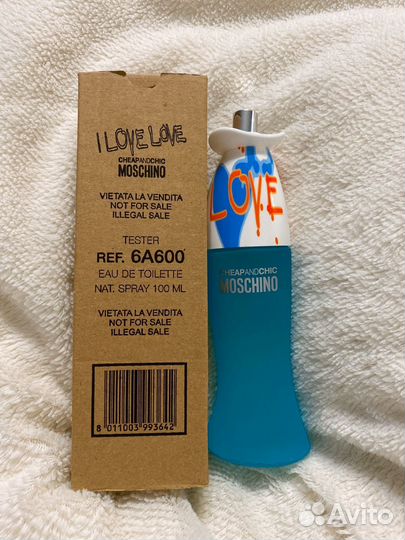 I LOVE LOVE
CHEAPANDCHIC
MOSCHINO
VIETATA LA VENDITA
NOT FOR SALE
ILLEGAL SALE
TESTER
REF. 6A600
EAU DE TOILETTE
NAT. SPRAY 100 ML
VIETATA LA VENDITA
NOT FOR SALE
ILLEGAL SALE
8 011003 993642
LOVE
CHEAPANDCHIC
MOSCHINO
Avito